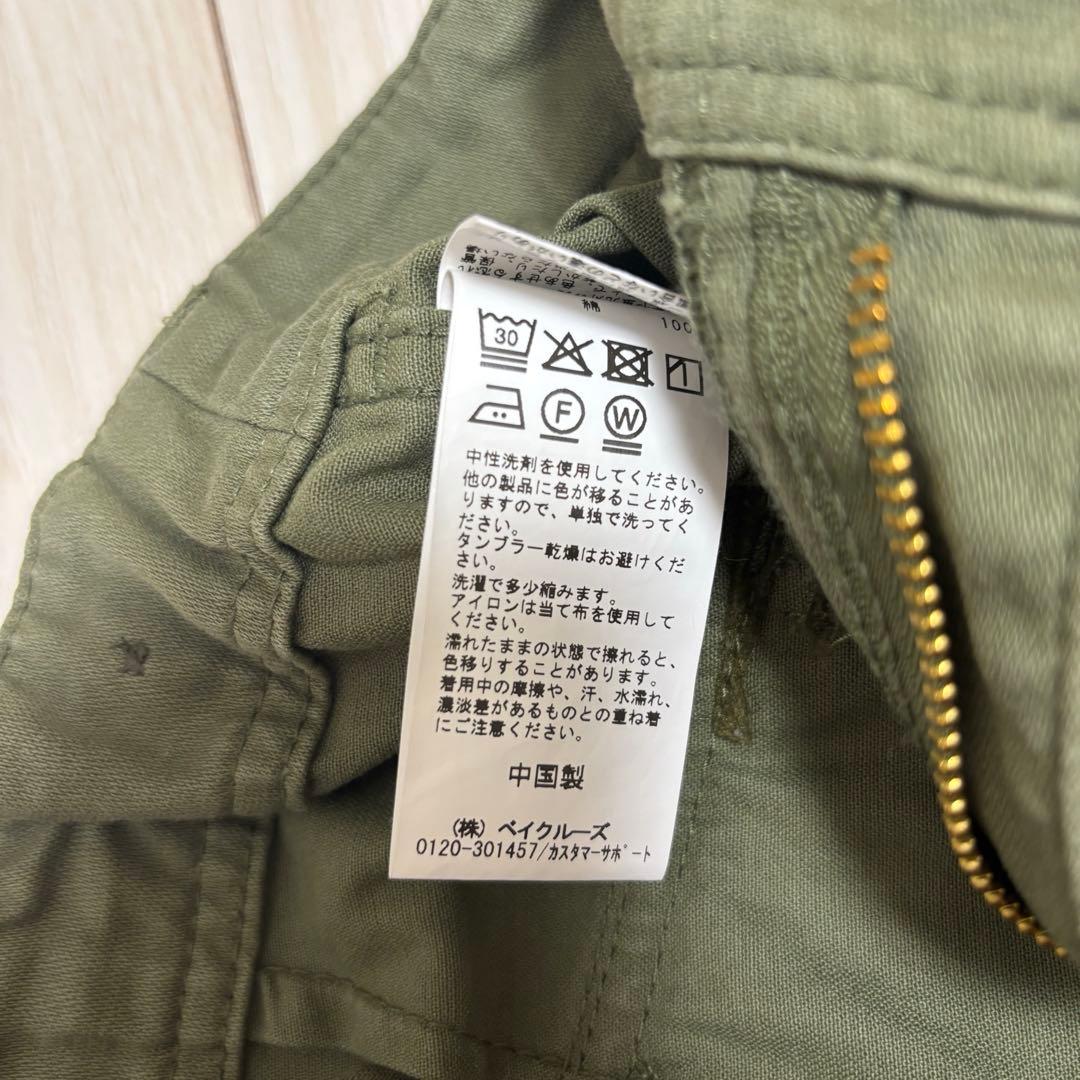 綿 100
30
F W
中性洗剤を使用してください。
他の製品に色が移ることがあ
りますので、単独で洗ってく
ださい。
タンブラー乾燥はお避けくだ
さい。
洗濯で多少縮みます。
アイロンは当て布を使用して
ください。
濡れたままの状態で擦れると、
色移りすることがあります。
着用中の摩擦や、汗、水濡れ、
濃淡差があるものとの重ね着
にご注意ください。
中国製
(株) ベイクルーズ
0120-301457/カスタマーサポート